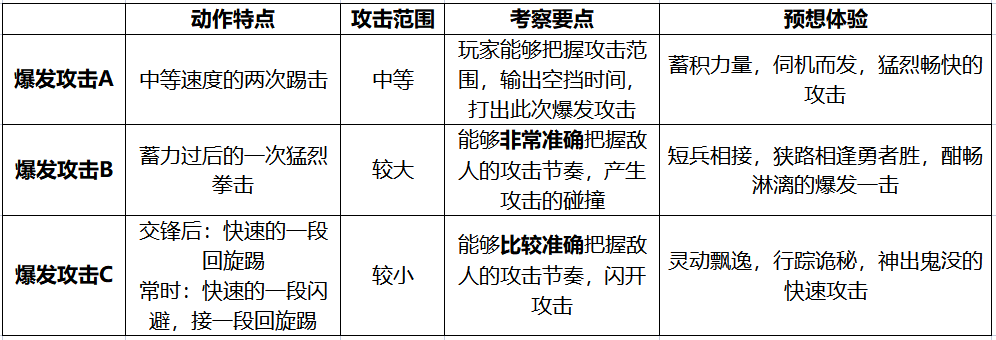 动作特点
攻击范围
考察要点
预想体验
爆发攻击A
中等速度的两次踢击
中等
玩家能够把握攻击范
围，输出空挡时间，
打出此次爆发攻击
蓄积力量，伺机而发，猛烈畅快的
攻击
爆发攻击B
蓄力过后的一次猛烈
拳击
较大
能够非常准确把握敌
人的攻击节奏，产生
攻击的碰撞
短兵相接，狭路相逢勇者胜，酣畅
淋漓的爆发一击
爆发攻击C
交锋后：快速的一段
回旋踢
常时：快速的一段闪
避，接一段回旋踢
较小
能够比较准确把握敌
人的攻击节奏，闪开
攻击
灵动飘逸，行踪诡秘，神出鬼没的
快速攻击